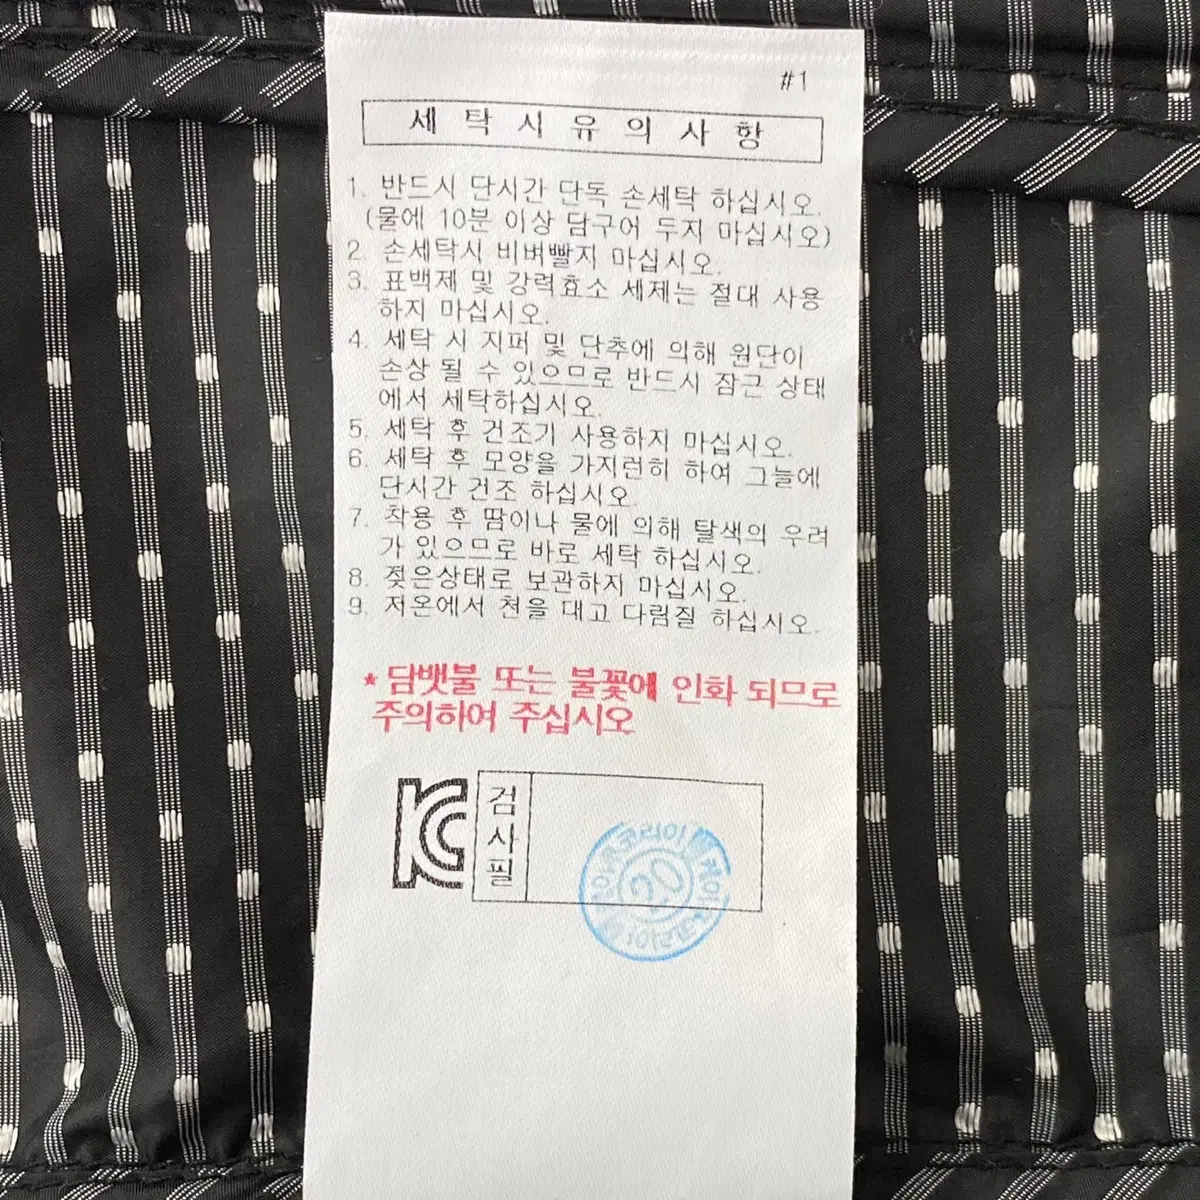 #1
세 탁 시 유 의 사 항
1. 반드시 단시간 단독 손세탁 하십시오.
(물에 10분 이상 담구어 두지 마십시오)
2. 손세탁시 비벼빨지 마십시오.
3. 표백제 및 강력효소 세제는 절대 사용
하지 마십시오.
4. 세탁 시 지퍼 및 단추에 의해 원단이
손상 될 수 있으므로 반드시 잠근 상태
에서 세탁하십시오.
5. 세탁 후 건조기 사용하지 마십시오.
6. 세탁 후 모양을 가지런히 하여 그늘에
단시간 건조 하십시오.
7. 착용 후 땀이나 물에 의해 탈색의 우려
가 있으므로 바로 세탁 하십시오.
8. 젖은상태로 보관하지 마십시오.
9. 저온에서 천을 대고 다림질 하십시오.
* 담뱃불 또는 불꽃에 인화 되므로
주의하여 주십시오
KC
검
사
필